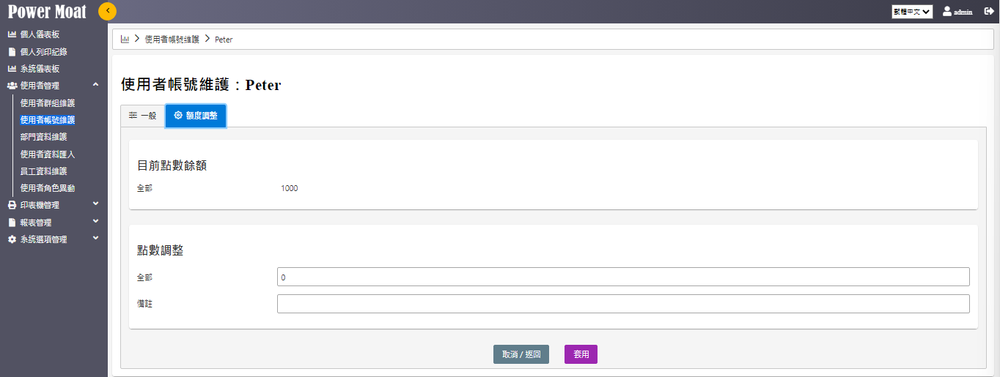 Power Moat
繁體中文
admin
個人儀表板
個人列印紀錄
系統儀表板
使用者管理
使用者群組維護
使用者帳號維護
部門資料維護
使用者資料匯入
員工資料維護
使用者角色異動
印表機管理
報表管理
系統選項管理
使用者帳號維護 Peter
使用者帳號維護：Peter
一般 額度調整
目前點數餘額
全部 1000
點數調整
全部 0
備註
取消 / 返回 套用